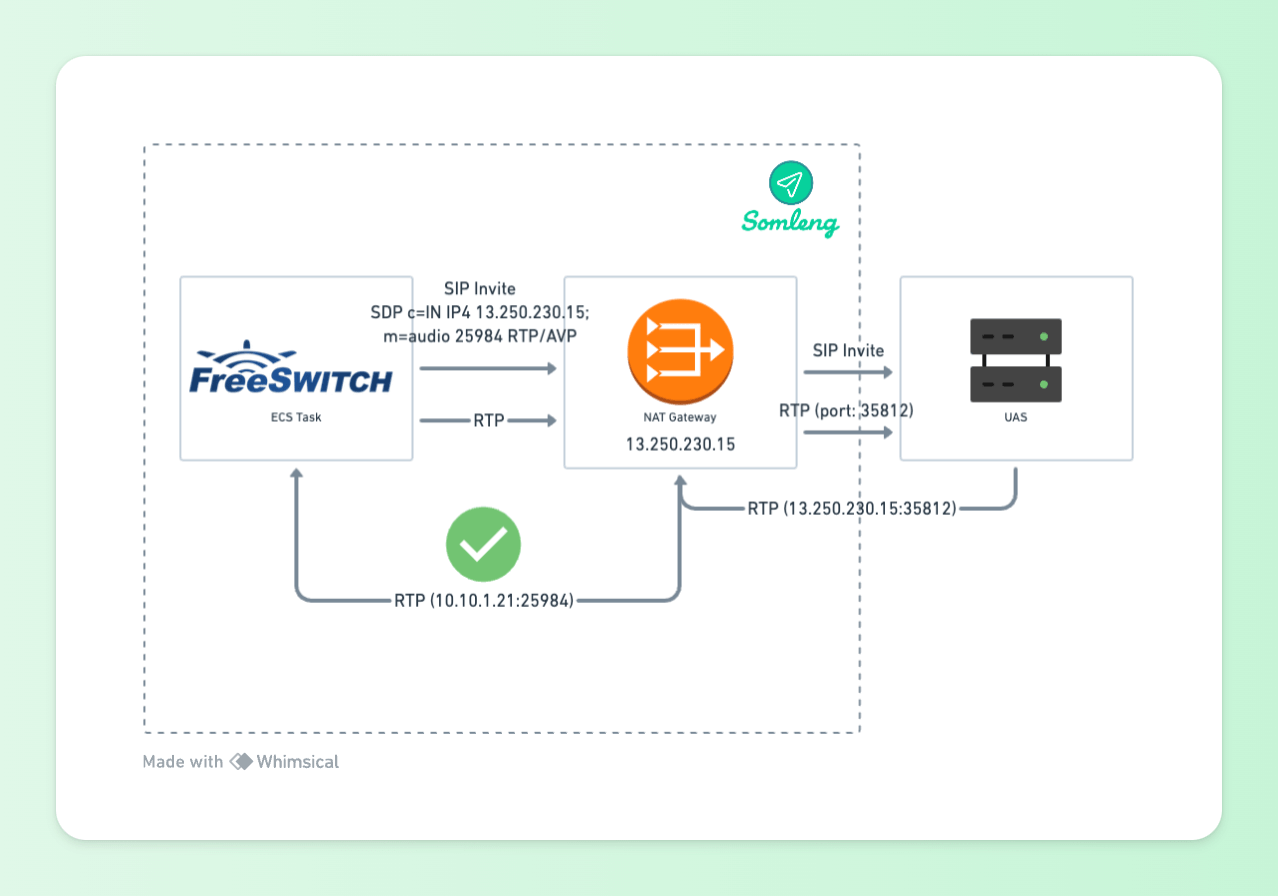 Somleng
SIP Invite
SDP c=IN IP4 13.250.230.15;
m=audio 25984 RTP/AVP
FreeSWITCH
ECS Task
RTP
NAT Gateway
13.250.230.15
SIP Invite
RTP (port: 35812)
UAS
RTP (13.250.230.15:35812)
RTP (10.10.1.21:25984)
Made with Whimsical